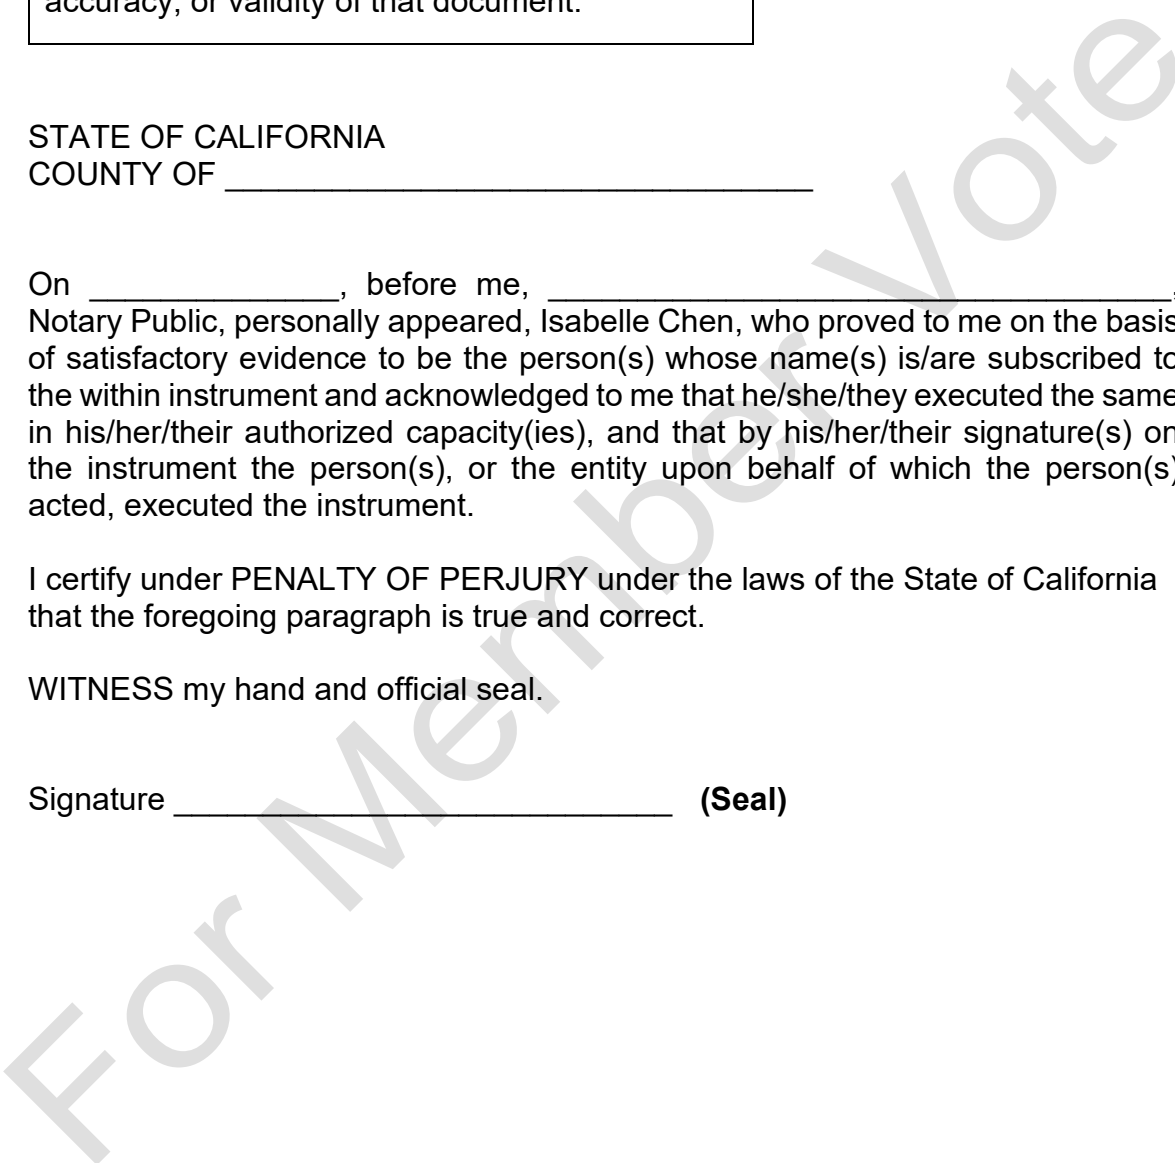 accuracy, or validity of that document.
STATE OF CALIFORNIA
COUNTY OF _________________________________
On ______________, before me, ___________________________________,
Notary Public, personally appeared, Isabelle Chen, who proved to me on the basis
of satisfactory evidence to be the person(s) whose name(s) is/are subscribed to
the within instrument and acknowledged to me that he/she/they executed the same
in his/her/their authorized capacity(ies), and that by his/her/their signature(s) on
the instrument the person(s), or the entity upon behalf of which the person(s)
acted, executed the instrument.
I certify under PENALTY OF PERJURY under the laws of the State of California
that the foregoing paragraph is true and correct.
WITNESS my hand and official seal.
Signature ____________________________ (Seal)
For Member Vote